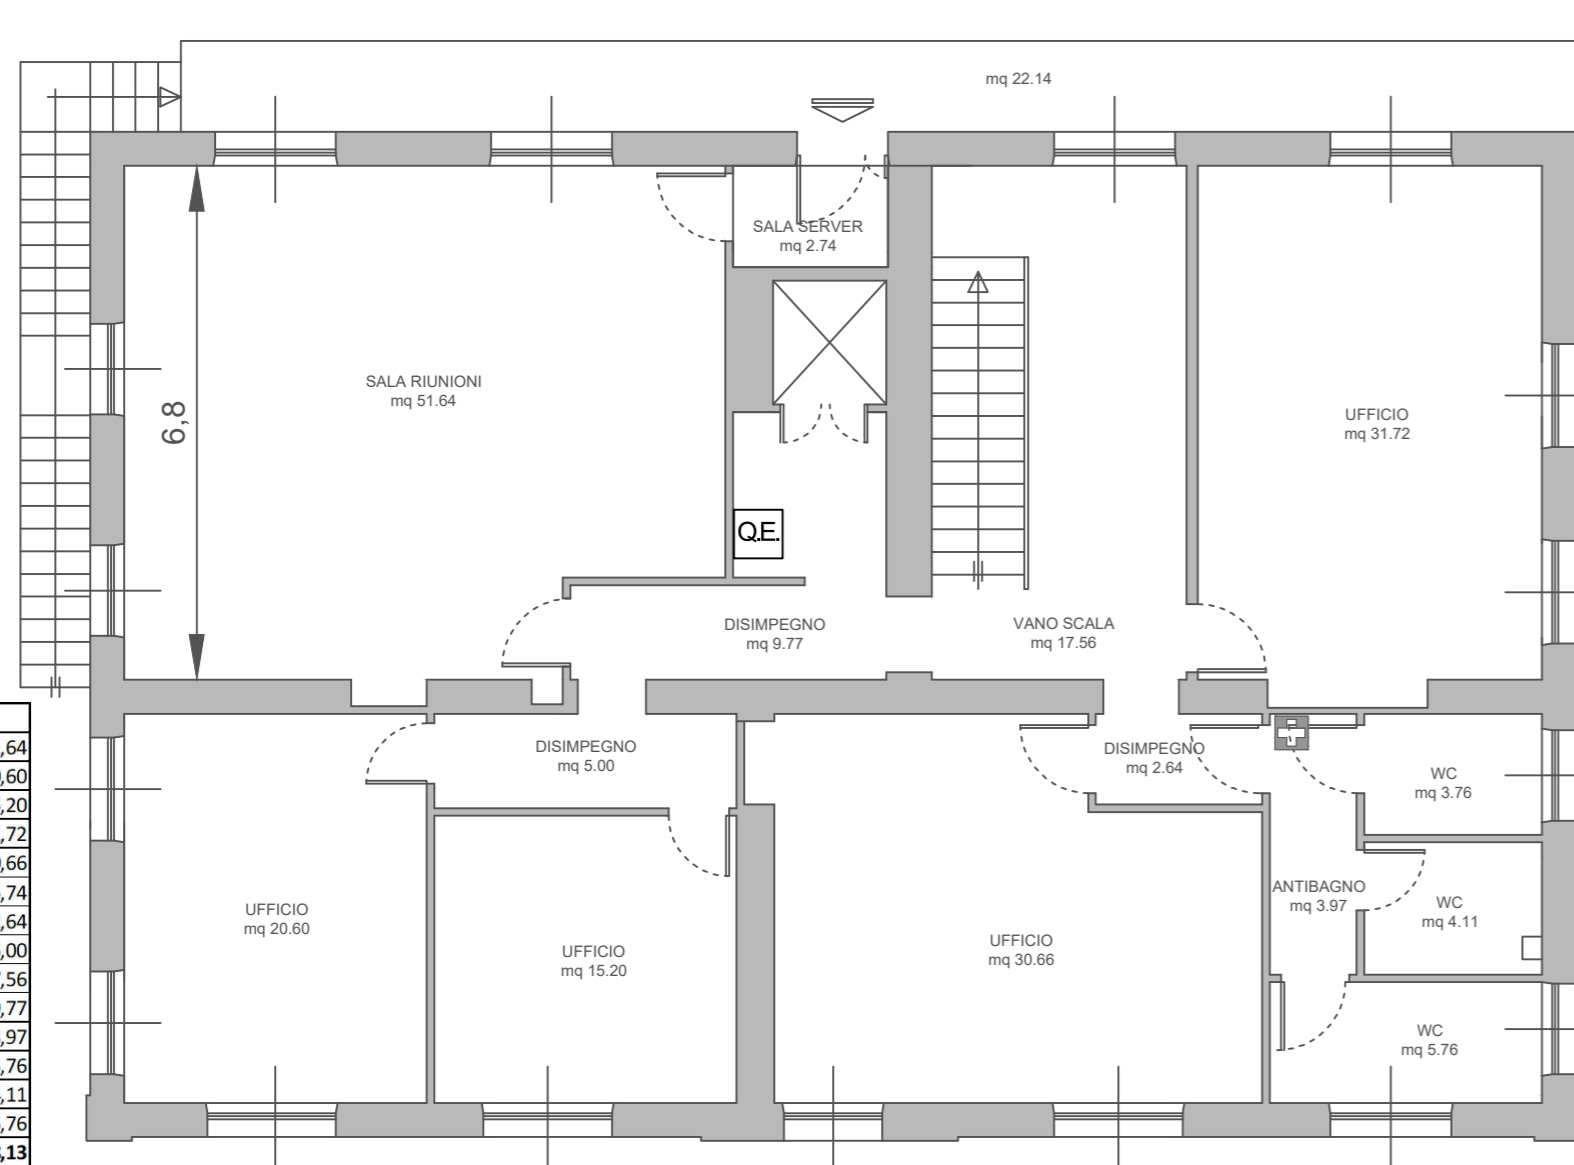 mq 22.14
SALA SERVER
mq 2.74
SALA RIUNIONI
mq 51.64
6,8
UFFICIO
mq 31.72
Q.E.
DISIMPEGNO
mq 9.77
VANO SCALA
mq 17.56
DISIMPEGNO
mq 5.00
DISIMPEGNO
mq 2.64
WC
mq 3.76
ANTIBAGNO
mq 3.97
WC
mq 4.11
UFFICIO
mq 20.60
UFFICIO
mq 15.20
UFFICIO
mq 30.66
WC
mq 5.76
,64
,60
,20
,72
,66
,74
,64
,00
,56
,77
,97
,76
,11
,76
,13